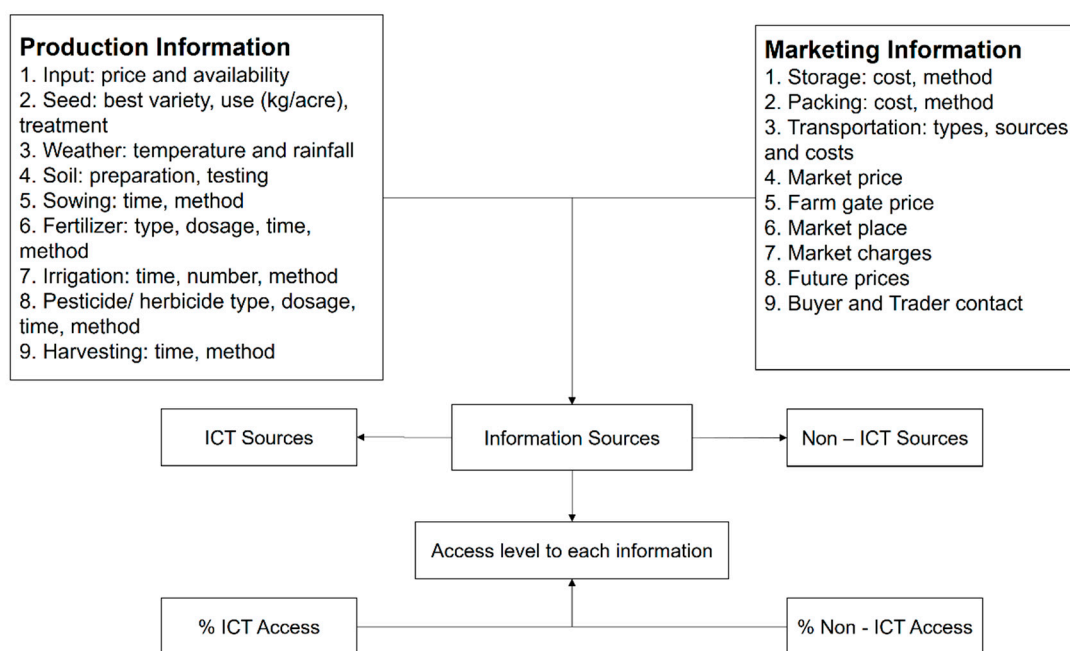 Production Information
1. Input: price and availability
2. Seed: best variety, use (kg/acre),
treatment
3. Weather: temperature and rainfall
4. Soil: preparation, testing
5. Sowing: time, method
6. Fertilizer: type, dosage, time,
method
7. Irrigation: time, number, method
8. Pesticide/ herbicide type, dosage,
time, method
9. Harvesting: time, method
Marketing Information
1. Storage: cost, method
2. Packing: cost, method
3. Transportation: types, sources
and costs
4. Market price
5. Farm gate price
6. Market place
7. Market charges
8. Future prices
9. Buyer and Trader contact
ICT Sources
Information Sources
Non – ICT Sources
Access level to each information
% ICT Access
% Non - ICT Access